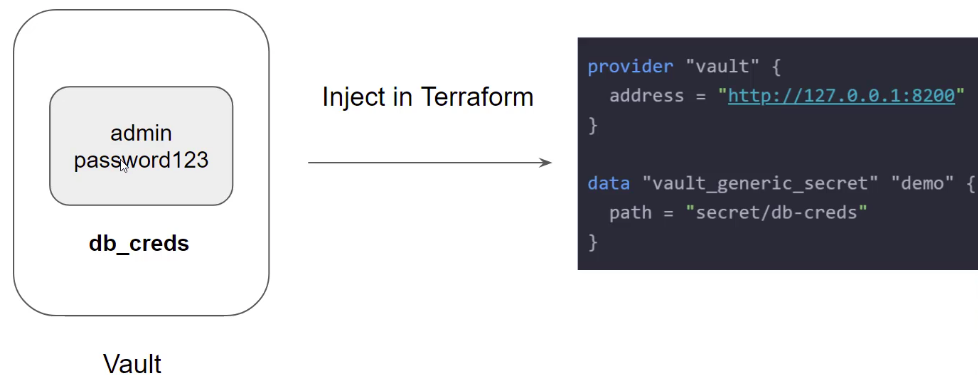 admin
password123
db_creds
Vault
Inject in Terraform
provider "vault" {
  address = "http://127.0.0.1:8200"
}
data "vault_generic_secret" "demo" {
  path = "secret/db-creds"
}